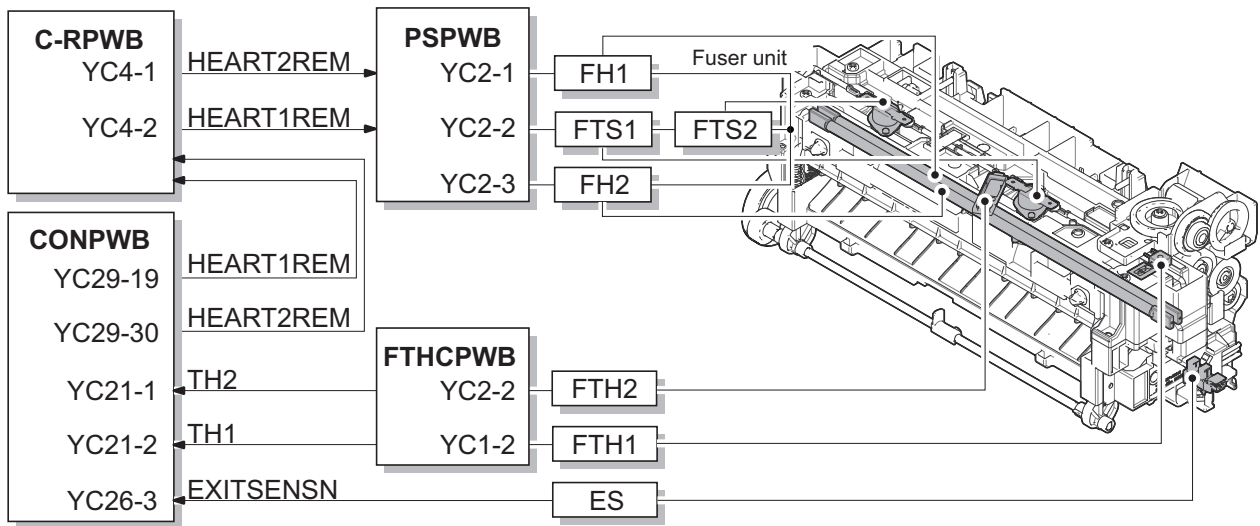 C-RPWB
YC4-1
YC4-2
HEART2REM
HEART1REM
PSPWB
YC2-1
YC2-2
YC2-3
FH1
FTS1
FTS2
FH2
Fuser unit
CONPWB
YC29-19
YC29-30
YC21-1
YC21-2
YC26-3
HEART1REM
HEART2REM
TH2
TH1
EXITSENSN
FTHCPWB
YC2-2
YC1-2
FTH2
FTH1
ES